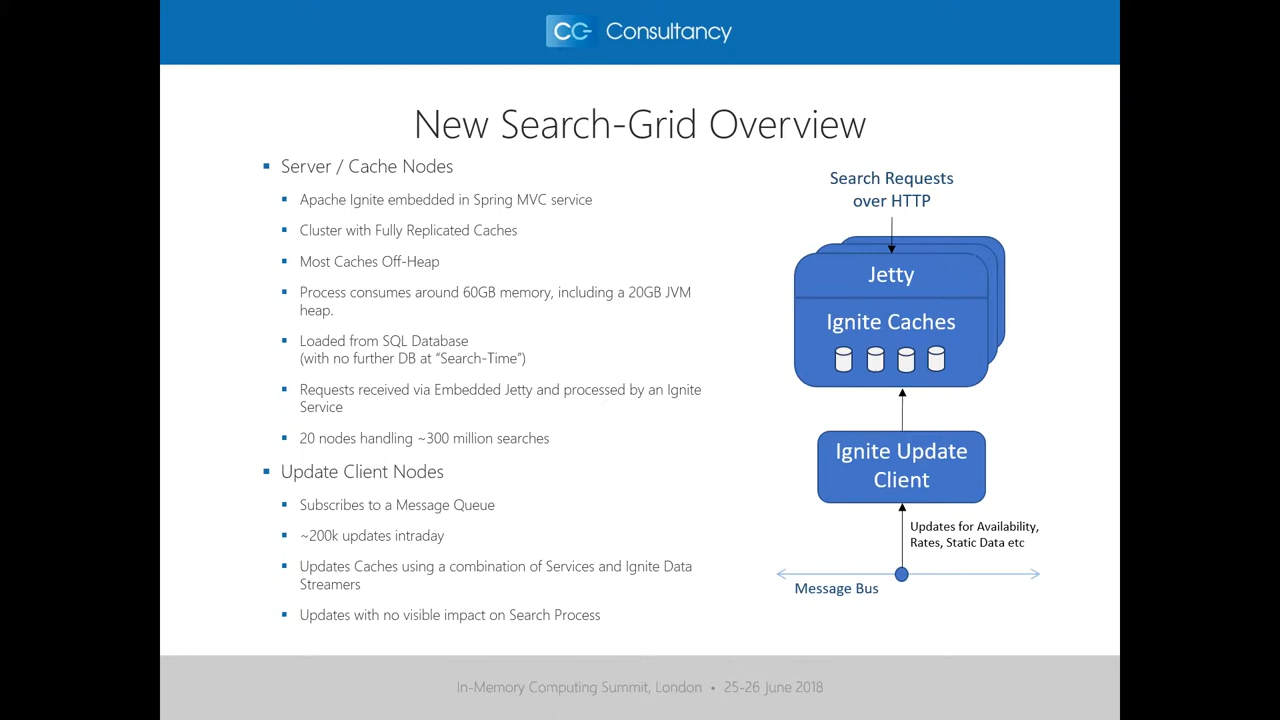 CG Consultancy
New Search-Grid Overview
Server / Cache Nodes
Apache Ignite embedded in Spring MVC service
Cluster with Fully Replicated Caches
Most Caches Off-Heap
Process consumes around 60GB memory, including a 20GB JVM
heap.
Loaded from SQL Database
(with no further DB at “Search-Time”)
Requests received via Embedded Jetty and processed by an Ignite
Service
20 nodes handling ~300 million searches
Update Client Nodes
Subscribes to a Message Queue
~200k updates intraday
Updates Caches using a combination of Services and Ignite Data
Streamers
Updates with no visible impact on Search Process
Search Requests
over HTTP
Jetty
Ignite Caches
Ignite Update
Client
Updates for Availability,
Rates, Static Data etc
Message Bus
In-Memory Computing Summit, London • 25-26 June 2018